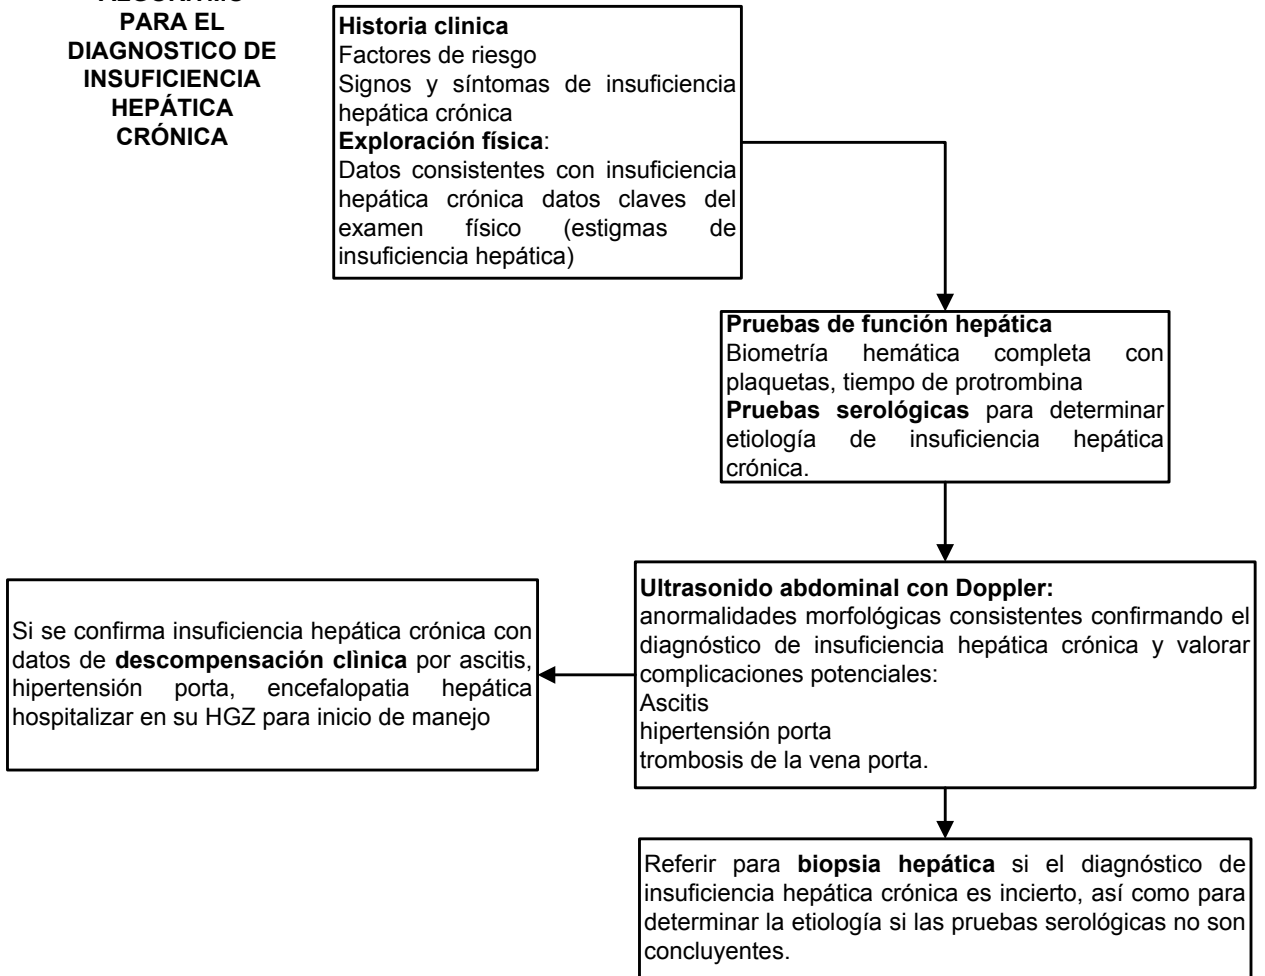 PARA EL
DIAGNOSTICO DE
INSUFICIENCIA
HEPÁTICA
CRÓNICA
Historia clinica
Factores de riesgo
Signos y síntomas de insuficiencia
hepática crónica
Exploración física:
Datos consistentes con insuficiencia
hepática crónica datos claves del
examen físico (estigmas de
insuficiencia hepática)
Pruebas de función hepática
Biometría hemática completa con
plaquetas, tiempo de protrombina
Pruebas serológicas para determinar
etiología de insuficiencia hepática
crónica.
Ultrasonido abdominal con Doppler:
anormalidades morfológicas consistentes confirmando el
diagnóstico de insuficiencia hepática crónica y valorar
complicaciones potenciales:
Ascitis
hipertensión porta
trombosis de la vena porta.
Si se confirma insuficiencia hepática crónica con
datos de descompensación clìnica por ascitis,
hipertensión porta, encefalopatia hepática
hospitalizar en su HGZ para inicio de manejo
Referir para biopsia hepática si el diagnóstico de
insuficiencia hepática crónica es incierto, así como para
determinar la etiología si las pruebas serológicas no son
concluyentes.